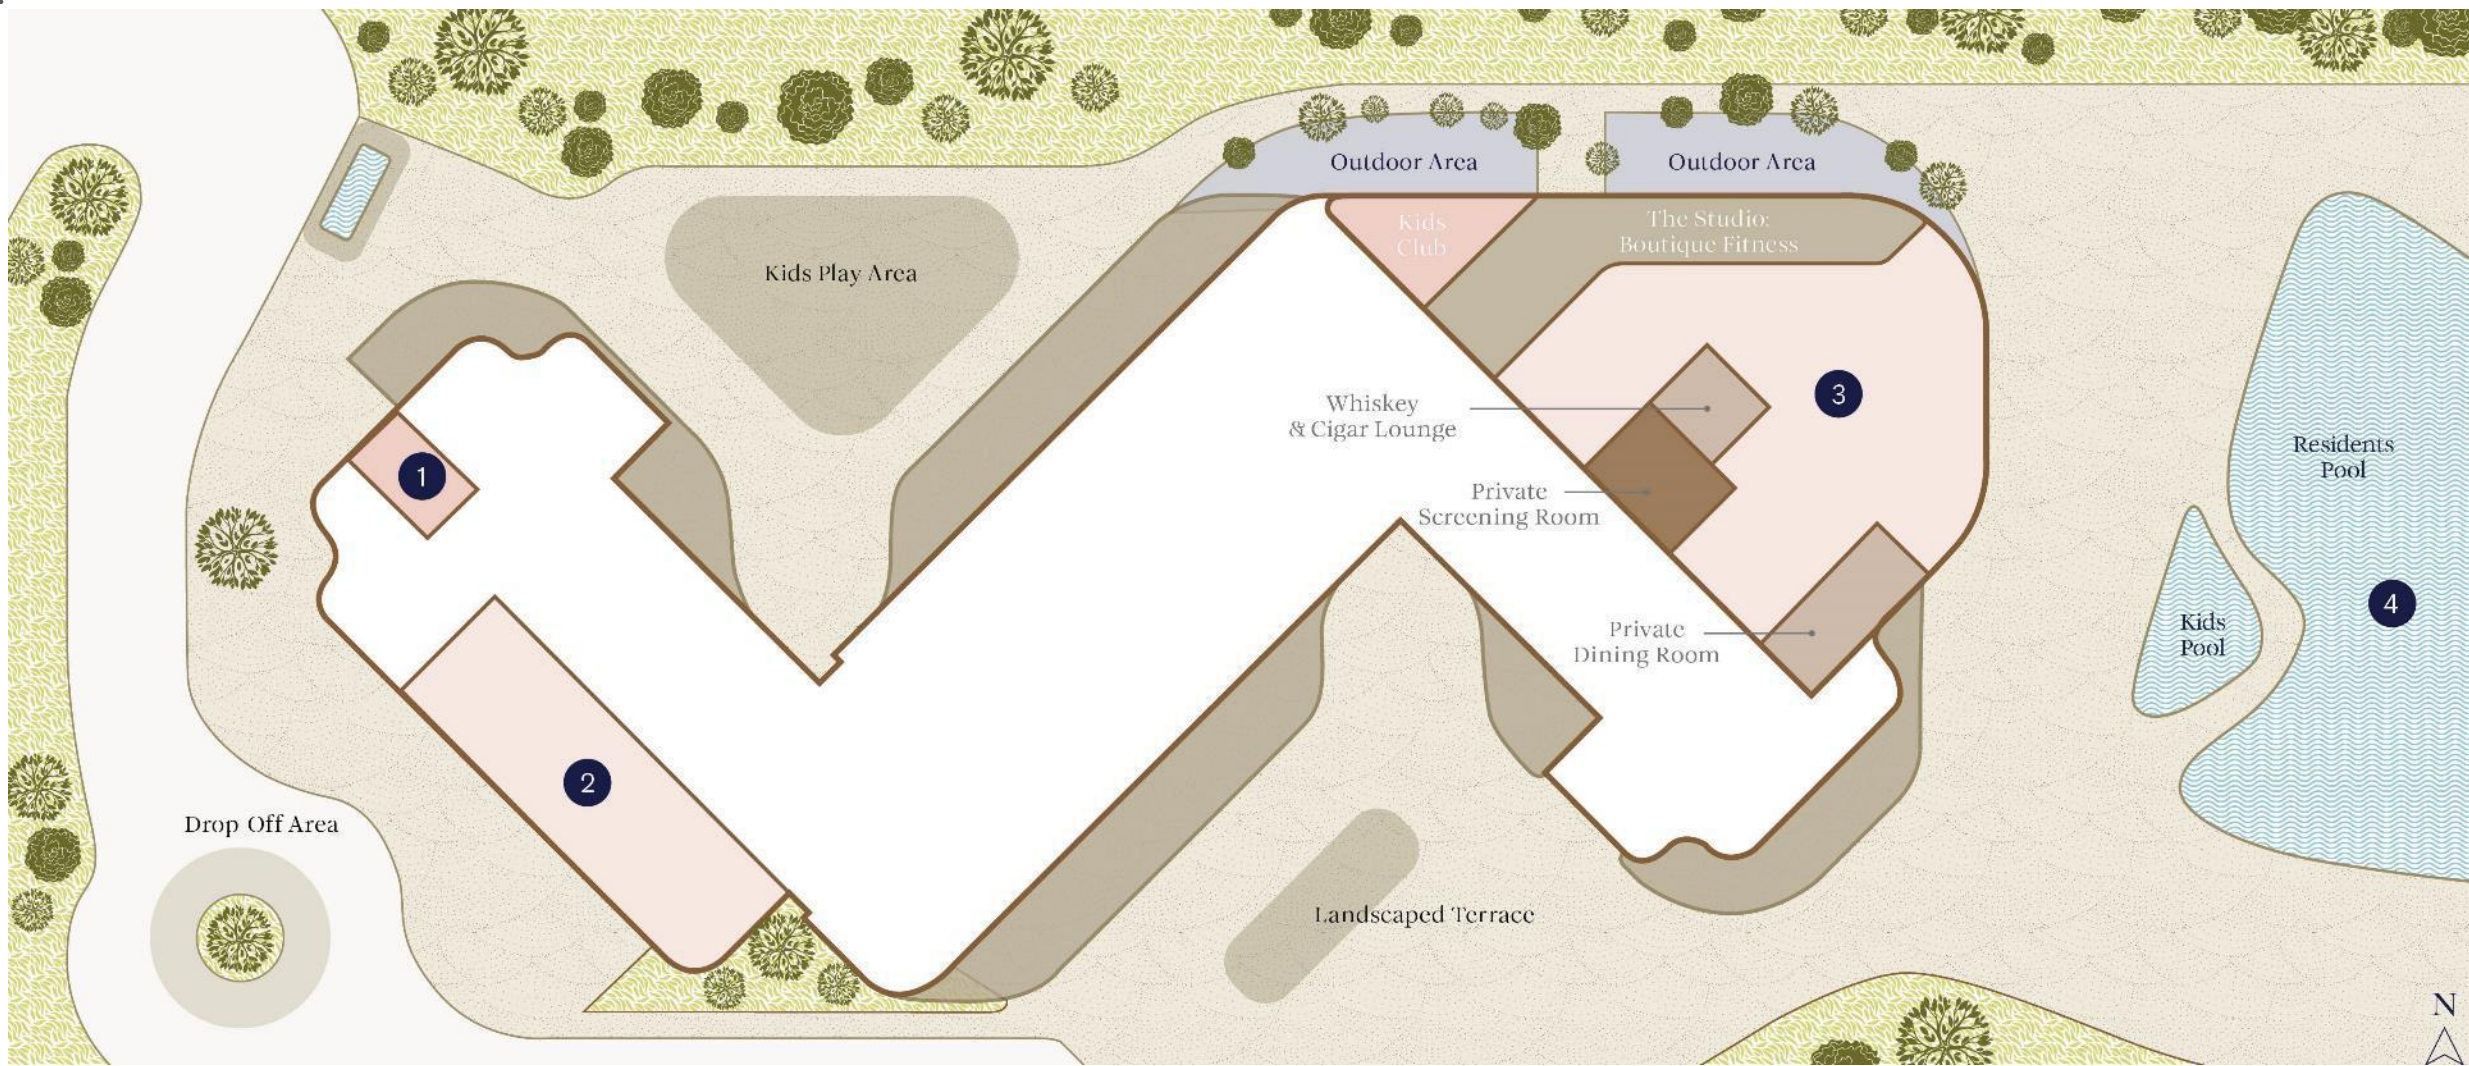 Outdoor Area
Outdoor Area
Kids
Club
The Studio:
Boutique Fitness
Kids Play Area
3
Whiskey
& Cigar Lounge
Residents
Pool
1
Private
Screening Room
4
Kids
Pool
Private
Dining Room
2
Drop Off Area
Landscaped Terrace
N